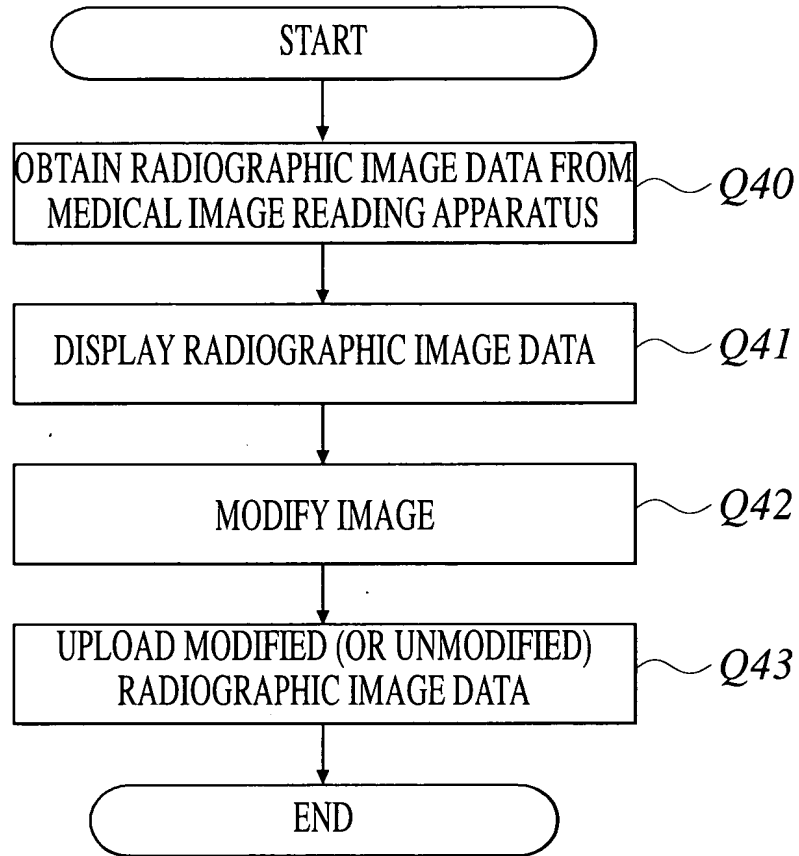 START
OBTAIN RADIOGRAPHIC IMAGE DATA FROM
MEDICAL IMAGE READING APPARATUS
Q40
DISPLAY RADIOGRAPHIC IMAGE DATA
Q41
MODIFY IMAGE
Q42
UPLOAD MODIFIED (OR UNMODIFIED)
RADIOGRAPHIC IMAGE DATA
Q43
END